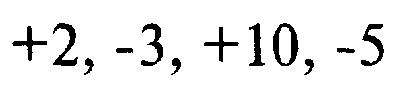 +2, -3, +10, -5